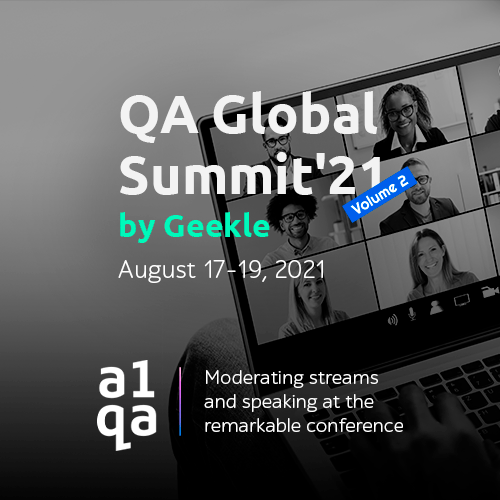 QA Global
Summit'21
Volume 2
by Geekle
August 17-19, 2021
a1
qa
Moderating streams
and speaking at the
remarkable conference